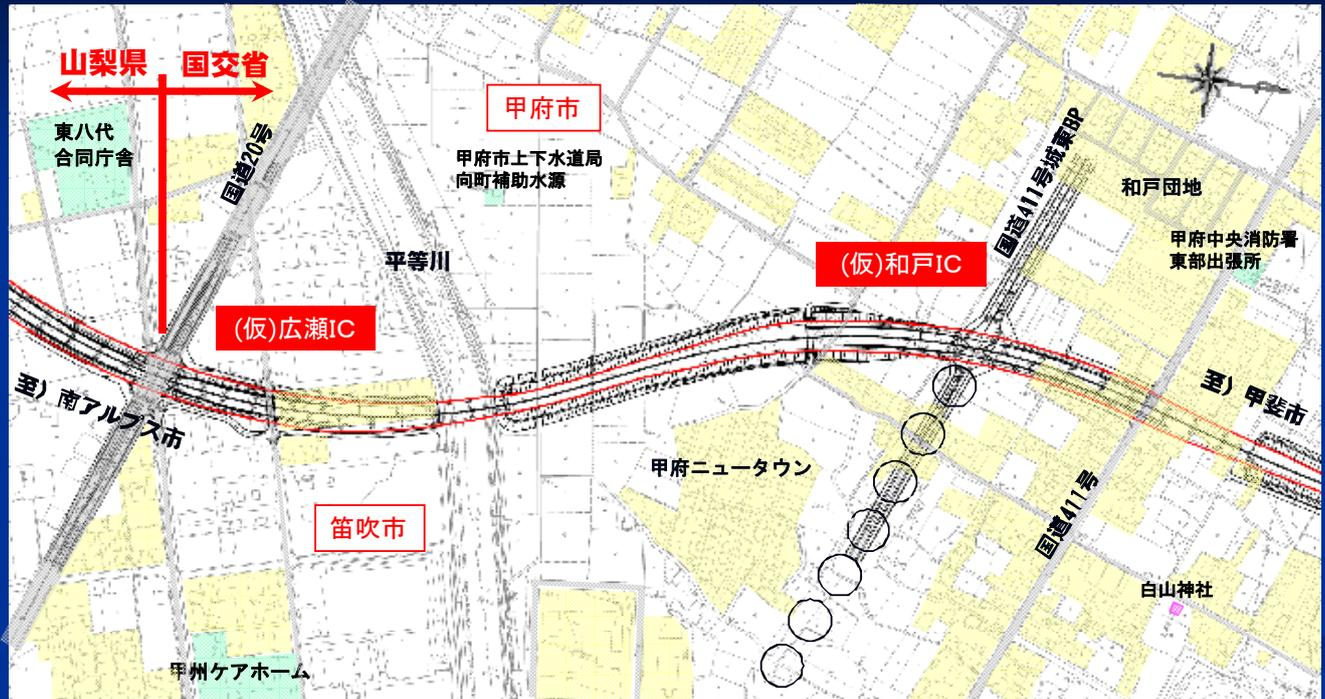 山梨県
国交省
東八代
合同庁舎
国道20号
甲府市
甲府市上下水道局
向町補助水源
平等川
国道411号城東BP
和戸団地
甲府中央消防署
東部出張所
(仮)和戸IC
(仮)広瀬IC
至）南アルプス市
至）甲斐市
甲府ニュータウン
笛吹市
国道411号
白山神社
甲州ケアホーム